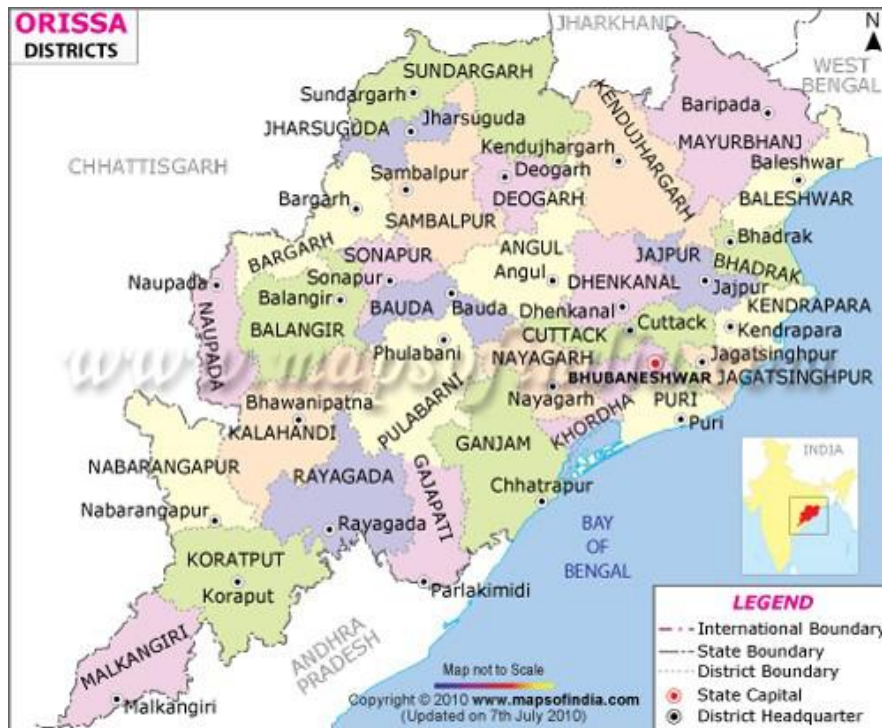 ORISSA
DISTRICTS
JHARKHAND
N
WEST
BENGAL
SUNDARGARH
Sundargarh
Jharsuguda
JHARSUGUDA
Kendujhargarh
KENDUJHARGARH
Baripada
MAYURBHANJ
CHHATTISGARH
Sambalpur
Deogarh
DEOGARH
Baleshwar
BALESHWAR
Bargarh
SAMBALPUR
BARGARH
SONAPUR
ANGUL
JAJPUR
Bhadrak
BHADRAK
Naupada
Sonapur
Angul
DHENKANAL
Jajpur
Balangir
BAUDA
Bauda
Dhenkanal
KENDRAPARA
NAUPADA
BALANGIR
CUTTACK
Cuttack
Kendrapara
Phulabani
NAYAGARH
Jagatsinghpur
www.mapsofindia.com
BHUBANESHWAR
JAGATSINGHPUR
Bhawanipatna
PULABARNI
Nayagarh
PURI
KALAHANDI
KHORDHA
Puri
GANJAM
NABARANGAPUR
RAYAGADA
GAJAPATI
INDIA
Chhatrapur
Nabarangapur
Rayagada
BAY
OF
BENGAL
KORATPUT
Koraput
Parlakimidi
MALKANGIRI
ANDHRA
PRADESH
Malkangiri
LEGEND
International Boundary
State Boundary
District Boundary
State Capital
District Headquarter
Map not to Scale
Copyright © 2010 www.mapsofindia.com
(Updated on 7th July 2010)